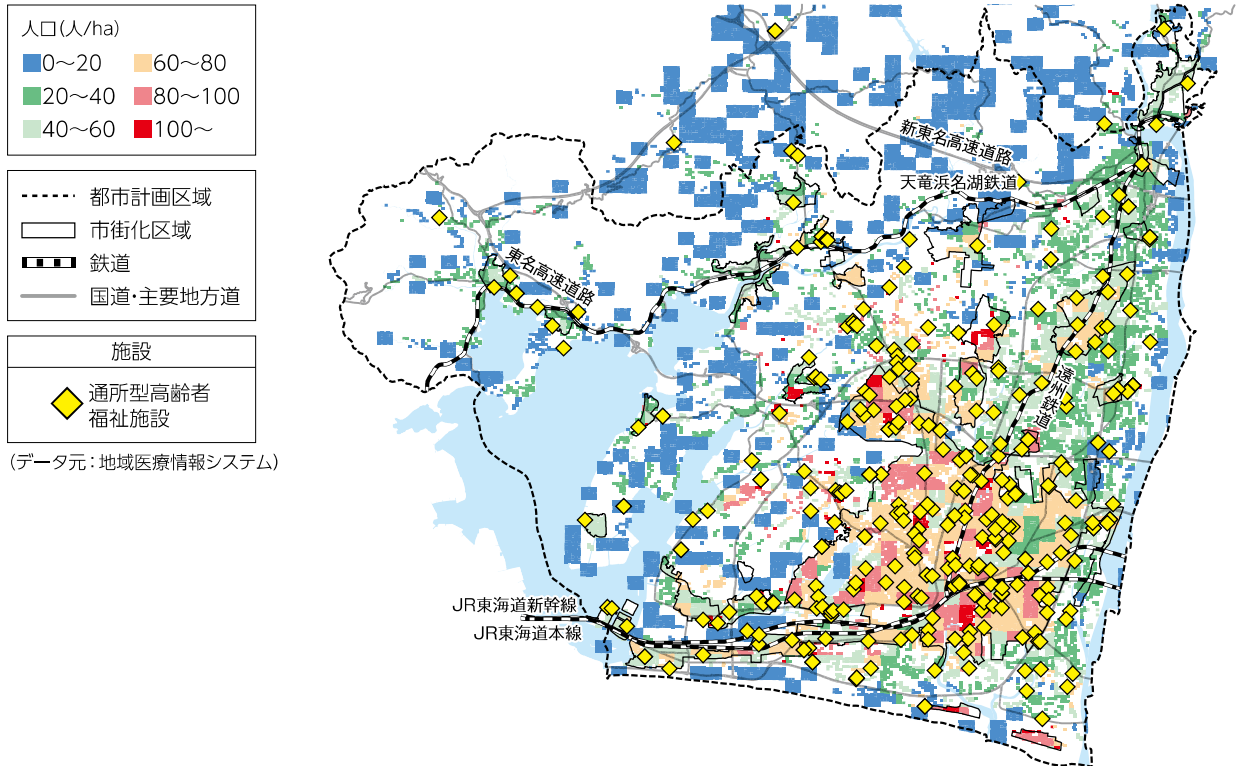 人口(人/ha)
0〜20
60〜80
20〜40
80〜100
40〜60
100〜
都市計画区域
市街化区域
鉄道
国道・主要地方道
施設
通所型高齢者
福祉施設
(データ元：地域医療情報システム)
新東名高速道路
天竜浜名湖鉄道
東名高速道路
遠州鉄道
JR東海道新幹線
JR東海道本線